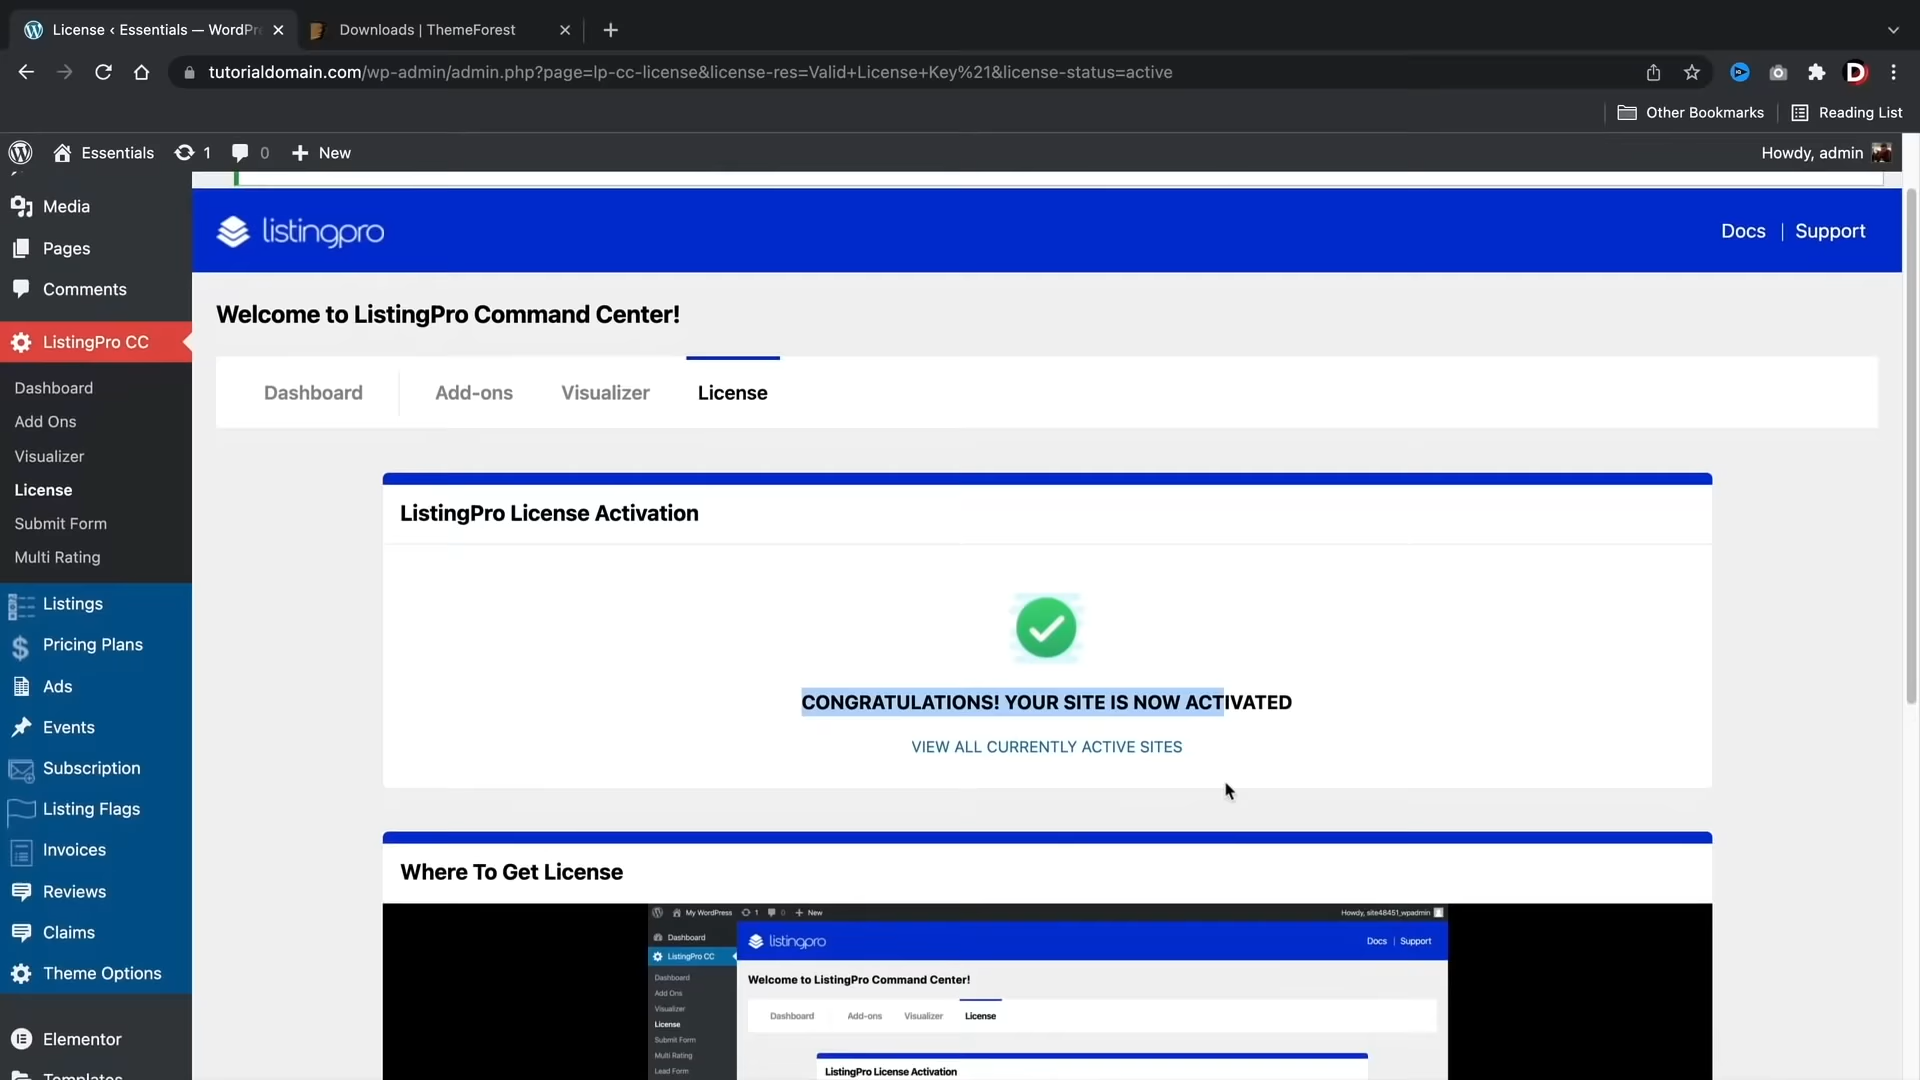 License ‹ Essentials — WordPr
Downloads | ThemeForest
tutorialdomain.com/wp-admin/admin.php?page=lp-cc-license&license-res=Valid+License+Key%21&license-status=active
Other Bookmarks
Reading List
Essentials
1
0
New
Howdy, admin
Media
Pages
Comments
ListingPro CC
Dashboard
Add Ons
Visualizer
License
Submit Form
Multi Rating
Listings
Pricing Plans
Ads
Events
Subscription
Listing Flags
Invoices
Reviews
Claims
Theme Options
Elementor
Templates
listingpro
Docs | Support
Welcome to ListingPro Command Center!
Dashboard
Add-ons
Visualizer
License
ListingPro License Activation
CONGRATULATIONS! YOUR SITE IS NOW ACTIVATED
VIEW ALL CURRENTLY ACTIVE SITES
Where To Get License
My WordPress
1
0
New
Howdy, site48451_wpadmin
Dashboard
ListingPro CC
Dashboard
Add Ons
Visualizer
License
Submit Form
Multi Rating
Lead Form
listingpro
Docs | Support
Welcome to ListingPro Command Center!
Dashboard
Add-ons
Visualizer
License
ListingPro License Activation